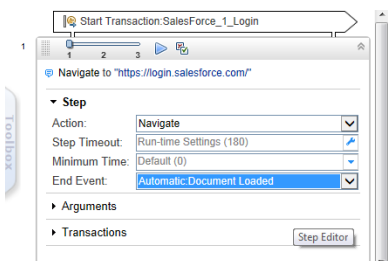 Start Transaction:SalesForce_1_Login
1
1 2 3
Navigate to "https://login.salesforce.com/"
Step
Action: Navigate
Step Timeout: Run-time Settings (180)
Minimum Time: Default (0)
End Event: Automatic:Document Loaded
Arguments
Transactions
Step Editor
Toolbox